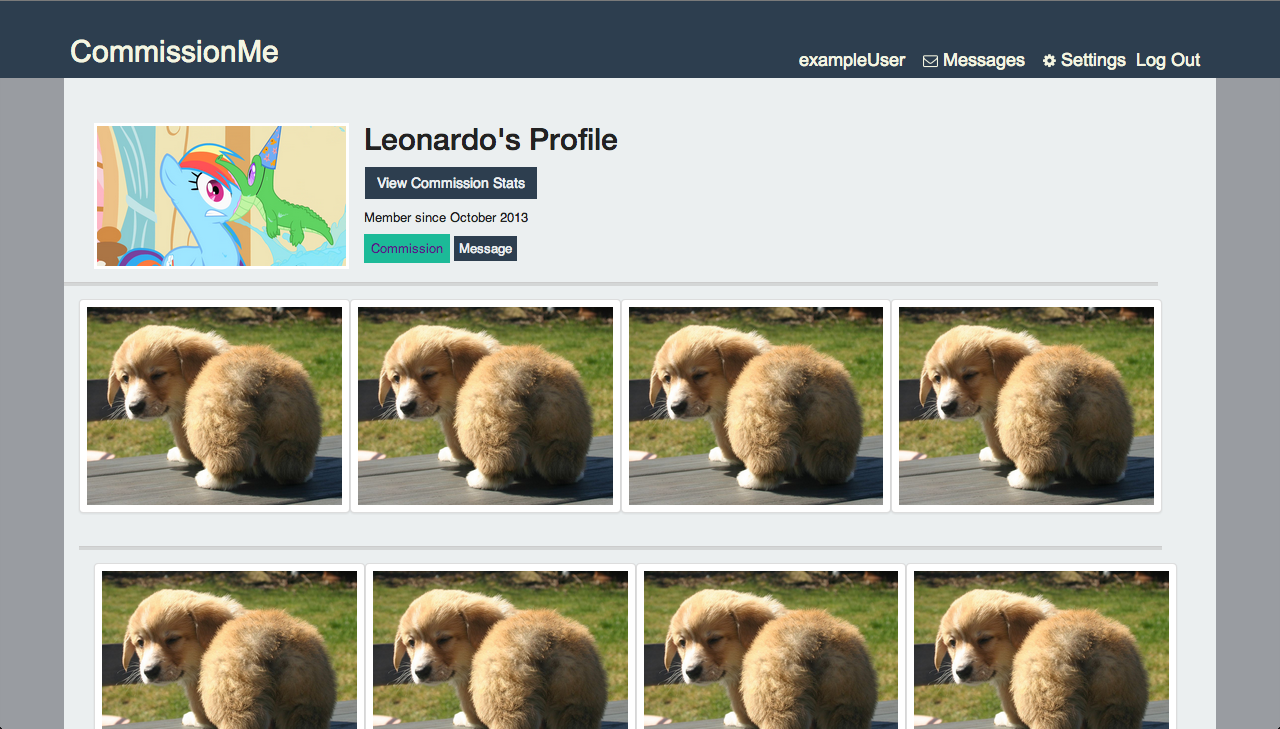 CommissionMe
exampleUser Messages Settings Log Out
Leonardo's Profile
View Commission Stats
Member since October 2013
Commission Message